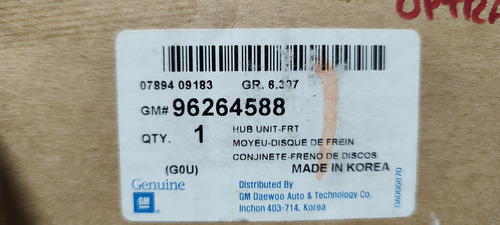 07894 09183 GR. 6.307
GM# 96264588
QTY. 1
HUB UNIT-FRT
MOYEU-DISQUE DE FREIN
CONJINETE-FRENO DE DISCOS
(G0U) MADE IN KOREA
Genuine
GM
Distributed By
GM Daewoo Auto & Technology Co.
Inchon 403-714, Korea